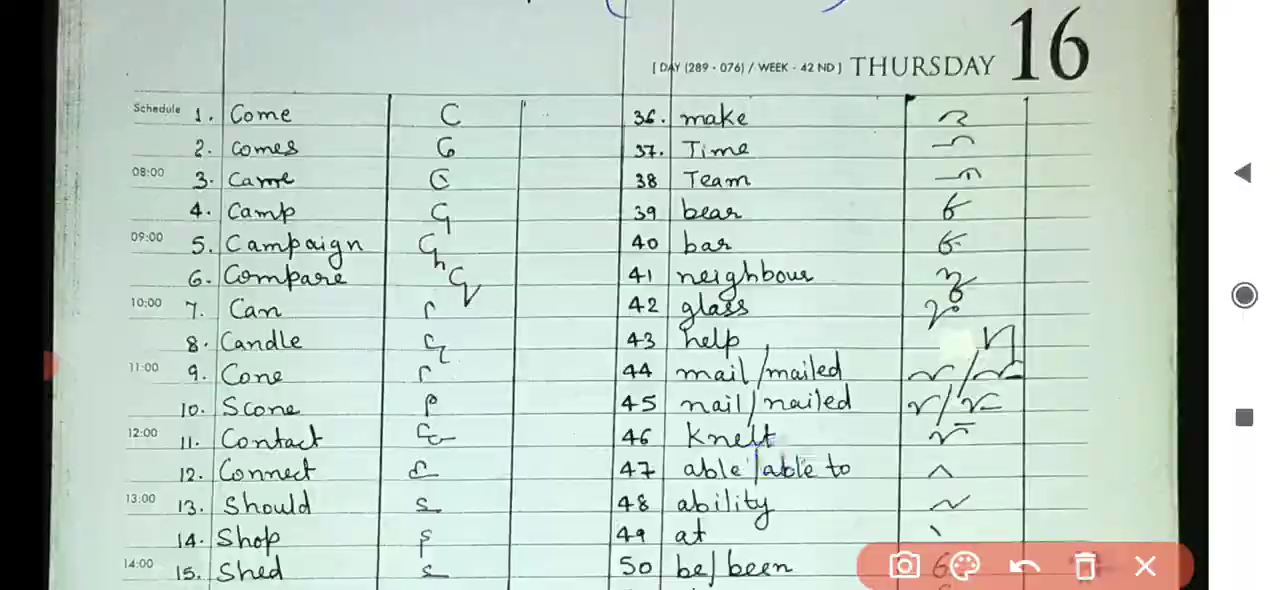 [ DAY (289 - 076) / WEEK - 42 ND ] THURSDAY 16
Schedule
1. Come
2. Comes
08:00
3. Came
4. Camp
09:00
5. Campaign
6. Compare
10:00
7. Can
8. Candle
11:00
9. Cone
10. Scone
12:00
11. Contact
12. Connect
13:00
13. Should
14. Shop
14:00
15. Shed
36. make
37. Time
38 Team
39 bear
40 bar
41 neighbour
42 glass
43 help
44 mail/mailed
45 nail/nailed
46 Knelt
47 able/able to
48 ability
49 at
50 be/been